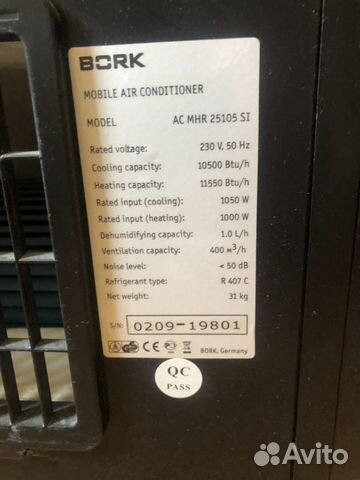 BORK
MOBILE AIR CONDITIONER
MODEL AC MHR 25105 SI
Rated voltage: 230 V, 50 Hz
Cooling capacity: 10500 Btu/h
Heating capacity: 11550 Btu/h
Rated input (cooling): 1050 W
Rated input (heating): 1000 W
Dehumidifying capacity: 1.0 L/h
Ventilation capacity: 400 м³/h
Noise level: < 50 dB
Refrigerant type: R 407 C
Net weight: 31 kg
S/N: 0209-19801
BORK, Germany
QC
PASS
Avito